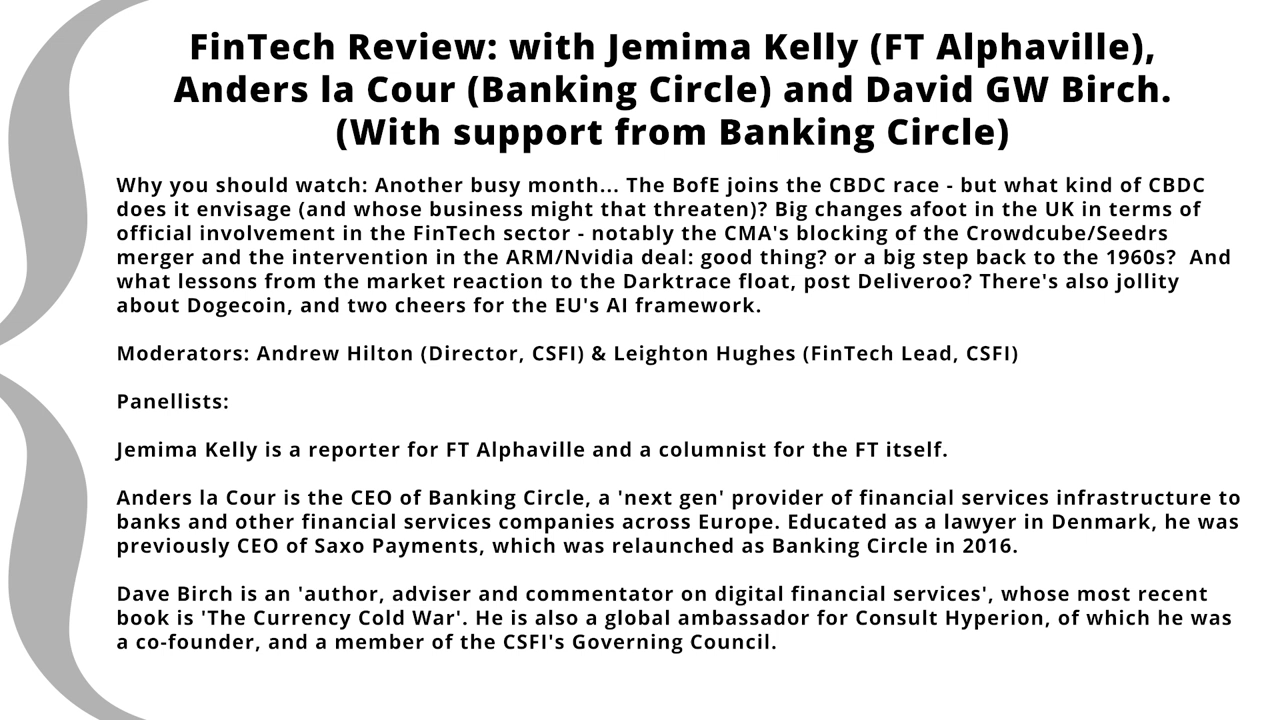 FinTech Review: with Jemima Kelly (FT Alphaville),
Anders la Cour (Banking Circle) and David GW Birch.
(With support from Banking Circle)
Why you should watch: Another busy month... The BofE joins the CBDC race - but what kind of CBDC
does it envisage (and whose business might that threaten)? Big changes afoot in the UK in terms of
official involvement in the FinTech sector - notably the CMA's blocking of the Crowdcube/Seedrs
merger and the intervention in the ARM/Nvidia deal: good thing? or a big step back to the 1960s?  And
what lessons from the market reaction to the Darktrace float, post Deliveroo? There's also jollity
about Dogecoin, and two cheers for the EU's AI framework.
Moderators: Andrew Hilton (Director, CSFI) & Leighton Hughes (FinTech Lead, CSFI)
Panellists:
Jemima Kelly is a reporter for FT Alphaville and a columnist for the FT itself.
Anders la Cour is the CEO of Banking Circle, a 'next gen' provider of financial services infrastructure to
banks and other financial services companies across Europe. Educated as a lawyer in Denmark, he was
previously CEO of Saxo Payments, which was relaunched as Banking Circle in 2016.
Dave Birch is an 'author, adviser and commentator on digital financial services', whose most recent
book is 'The Currency Cold War'. He is also a global ambassador for Consult Hyperion, of which he was
a co-founder, and a member of the CSFI's Governing Council.